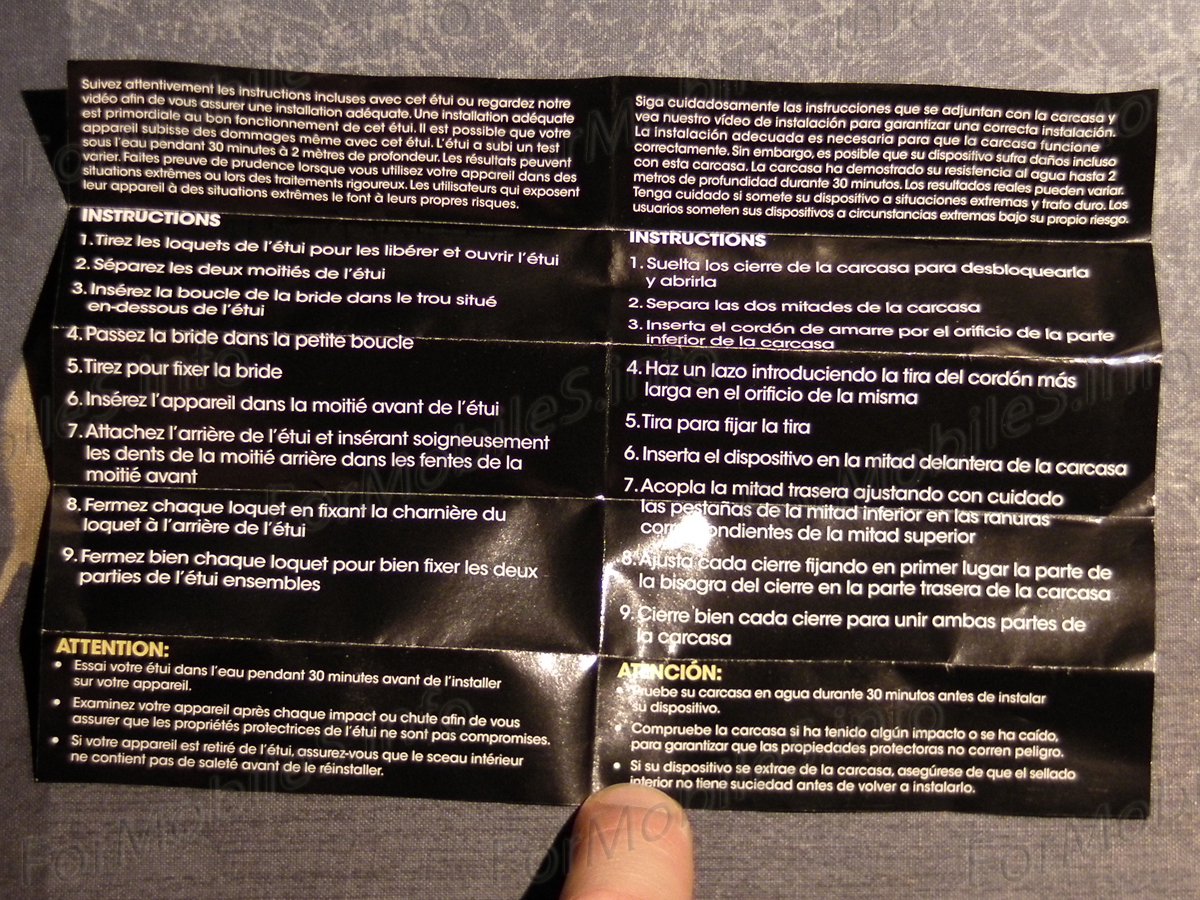 Suivez attentivement les instructions incluses avec cet étui ou regardez notre
vidéo afin de vous assurer une installation adéquate. Une installation adéquate
est primordiale au bon fonctionnement de cet étui. Il est possible que votre
appareil subisse des dommages même avec cet étui. L'étui a subi un test
sous l'eau pendant 30 minutes à 2 mètres de profondeur. Les résultats peuvent
varier. Faites preuve de prudence lorsque vous utilisez votre appareil dans des
situations extrêmes ou lors des traitements rigoureux. Les utilisateurs qui exposent
leur appareil à des situations extrêmes le font à leurs propres risques.
INSTRUCTIONS
1. Tirez les loquets de l'étui pour les libérer et ouvrir l'étui
2. Séparez les deux moitiés de l'étui
3. Insérez la boucle de la bride dans le trou situé
en-dessous de l'étui
4. Passez la bride dans la petite boucle
5. Tirez pour fixer la bride
6. Insérez l'appareil dans la moitié avant de l'étui
7. Attachez l'arrière de l'étui et insérant soigneusement
les dents de la moitié arrière dans les fentes de la
moitié avant
8. Fermez chaque loquet en fixant la charnière du
loquet à l'arrière de l'étui
9. Fermez bien chaque loquet pour bien fixer les deux
parties de l'étui ensembles
ATTENTION:
• Essai votre étui dans l'eau pendant 30 minutes avant de l'installer
sur votre appareil.
• Examinez votre appareil après chaque impact ou chute afin de vous
assurer que les propriétés protectrices de l'étui ne sont pas compromises.
• Si votre appareil est retiré de l'étui, assurez-vous que le sceau intérieur
ne contient pas de saleté avant de le réinstaller.
Siga cuidadosamente las instrucciones que se adjuntan con la carcasa y
vea nuestro vídeo de instalación para garantizar una correcta instalación.
La instalación adecuada es necesaria para que la carcasa funcione
correctamente. Sin embargo, es posible que su dispositivo sufra daños incluso
con esta carcasa. La carcasa ha demostrado su resistencia al agua hasta 2
metros de profundidad durante 30 minutos. Los resultados reales pueden variar.
Tenga cuidado si somete su dispositivo a situaciones extremas y trato duro. Los
usuarios someten sus dispositivos a circunstancias extremas bajo su propio riesgo.
INSTRUCTIONS
1. Suelta los cierre de la carcasa para desbloquearla
y abrirla
2. Separa las dos mitades de la carcasa
3. Inserta el cordón de amarre por el orificio de la parte
inferior de la carcasa
4. Haz un lazo introduciendo la tira del cordón más
larga en el orificio de la misma
5. Tira para fijar la tira
6. Inserta el dispositivo en la mitad delantera de la carcasa
7. Acopla la mitad trasera ajustando con cuidado
las pestañas de la mitad inferior en las ranuras
correspondientes de la mitad superior
8. Ajusta cada cierre fijando en primer lugar la parte de
la bisagra del cierre en la parte trasera de la carcasa
9. Cierre bien cada cierre para unir ambas partes de
la carcasa
ATENCIÓN:
• Pruebe su carcasa en agua durante 30 minutos antes de instalar
su dispositivo.
• Compruebe la carcasa si ha tenido algún impacto o se ha caído,
para garantizar que las propiedades protectoras no corren peligro.
• Si su dispositivo se extrae de la carcasa, asegúrese de que el sellado
interior no tiene suciedad antes de volver a instalarlo.
ForMobiles.info